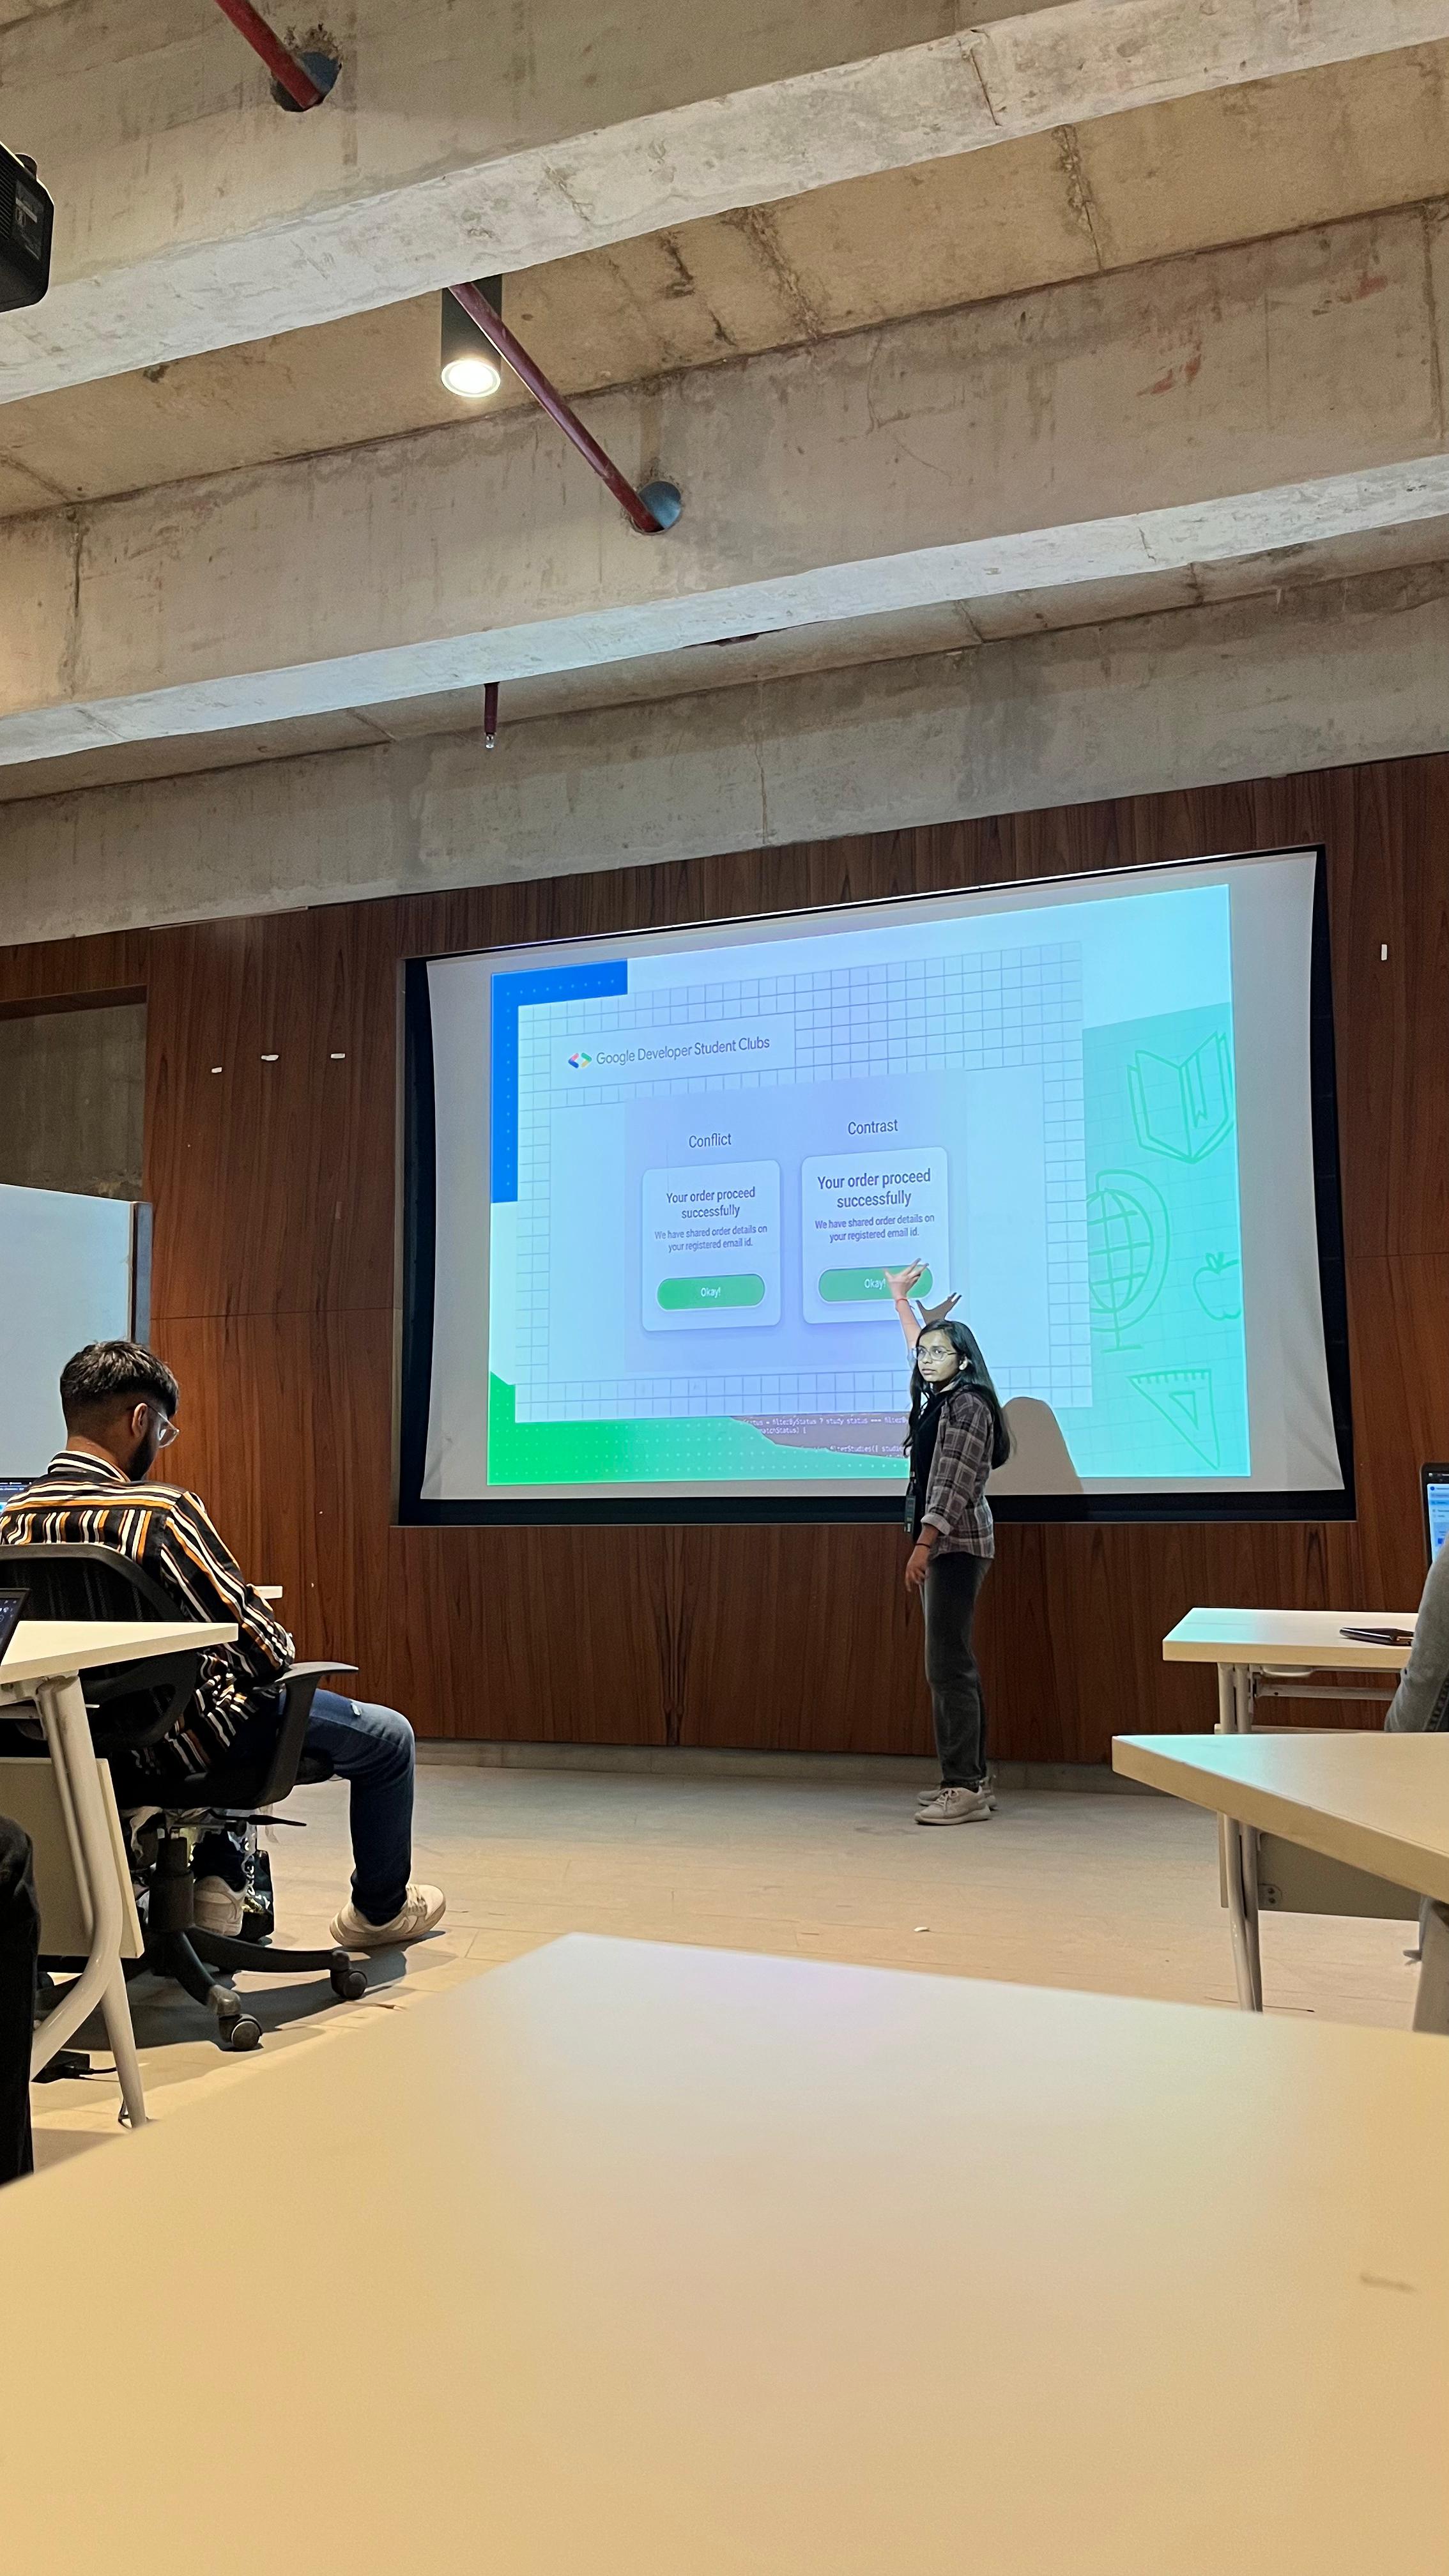 Google Developer Student Clubs
Conflict
Your order proceed
successfully
We have shared order details on
your registered email id.
Okay!
Contrast
Your order proceed
successfully
We have shared order details on
your registered email id.
Okay!